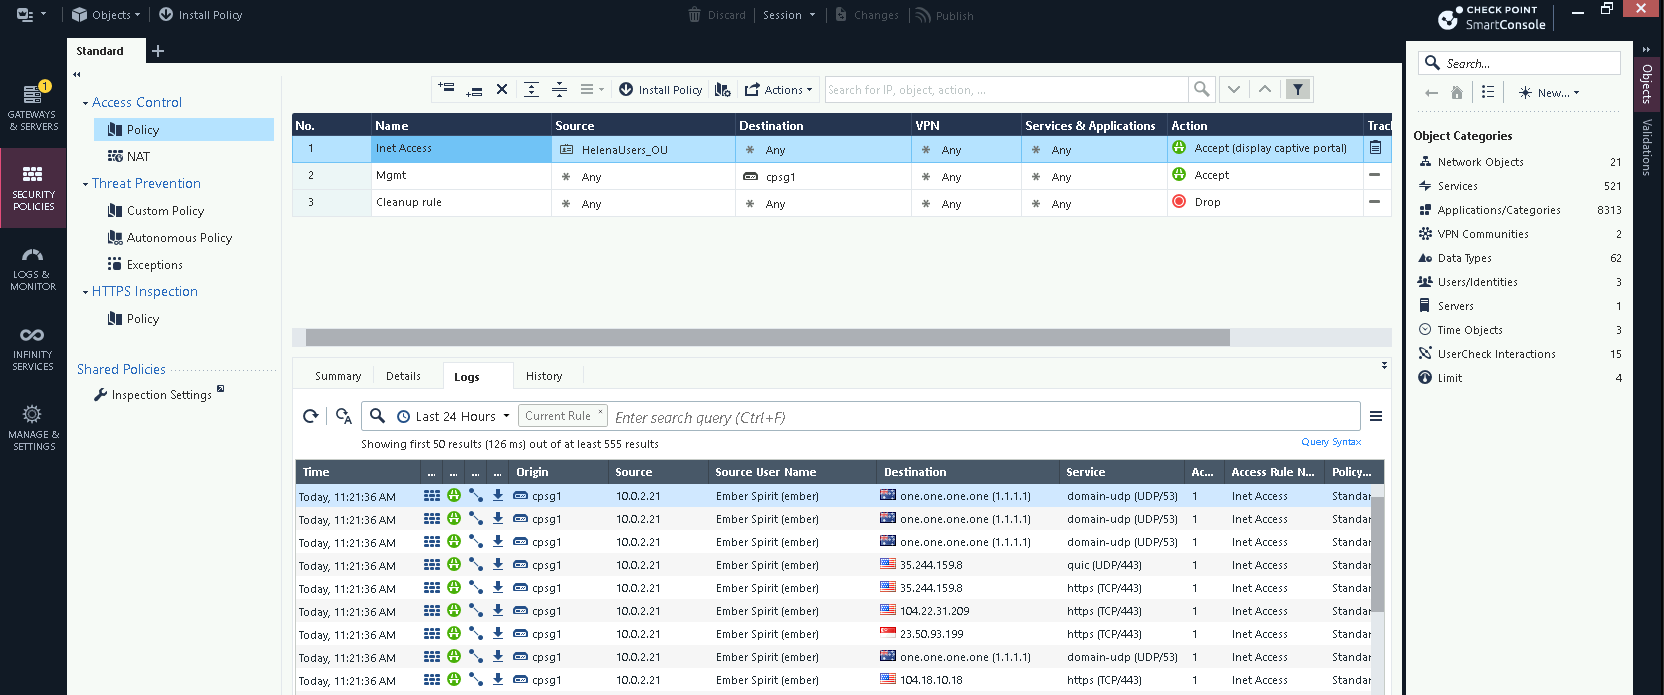 Objects Install Policy Discard Session Changes Publish CHECK POINT
SmartConsole
Standard
1
GATEWAYS
& SERVERS
SECURITY
POLICIES
LOGS &
MONITOR
INFINITY
SERVICES
MANAGE &
SETTINGS
Access Control
Policy
NAT
Threat Prevention
Custom Policy
Autonomous Policy
Exceptions
HTTPS Inspection
Policy
Shared Policies
Inspection Settings
Install Policy Actions Search for IP, object, action, ...
No. Name Source Destination VPN Services & Applications Action Track
1 Inet Access HelenaUsers_OU Any Any Any Accept (display captive portal)
2 Mgmt Any cpsg1 Any Any Accept
3 Cleanup rule Any Any Any Any Drop
Summary Details Logs History
Last 24 Hours Current Rule Enter search query (Ctrl+F)
Showing first 50 results (126 ms) out of at least 555 results
Query Syntax
Time ... ... ... ... Origin Source Source User Name Destination Service Ac... Access Rule N... Policy...
Today, 11:21:36 AM cpsg1 10.0.2.21 Ember Spirit (ember) one.one.one.one (1.1.1.1) domain-udp (UDP/53) 1 Inet Access Standar
Today, 11:21:36 AM cpsg1 10.0.2.21 Ember Spirit (ember) one.one.one.one (1.1.1.1) domain-udp (UDP/53) 1 Inet Access Standar
Today, 11:21:36 AM cpsg1 10.0.2.21 Ember Spirit (ember) one.one.one.one (1.1.1.1) domain-udp (UDP/53) 1 Inet Access Standar
Today, 11:21:36 AM cpsg1 10.0.2.21 Ember Spirit (ember) 35.244.159.8 quic (UDP/443) 1 Inet Access Standar
Today, 11:21:36 AM cpsg1 10.0.2.21 Ember Spirit (ember) 35.244.159.8 https (TCP/443) 1 Inet Access Standar
Today, 11:21:36 AM cpsg1 10.0.2.21 Ember Spirit (ember) 104.22.31.209 https (TCP/443) 1 Inet Access Standar
Today, 11:21:36 AM cpsg1 10.0.2.21 Ember Spirit (ember) 23.50.93.199 https (TCP/443) 1 Inet Access Standar
Today, 11:21:36 AM cpsg1 10.0.2.21 Ember Spirit (ember) one.one.one.one (1.1.1.1) domain-udp (UDP/53) 1 Inet Access Standar
Today, 11:21:36 AM cpsg1 10.0.2.21 Ember Spirit (ember) 104.18.10.18 https (TCP/443) 1 Inet Access Standar
Search...
New...
Object Categories
Network Objects 21
Services 521
Applications/Categories 8313
VPN Communities 2
Data Types 62
Users/Identities 3
Servers 1
Time Objects 3
UserCheck Interactions 15
Limit 4
Objects
Validations